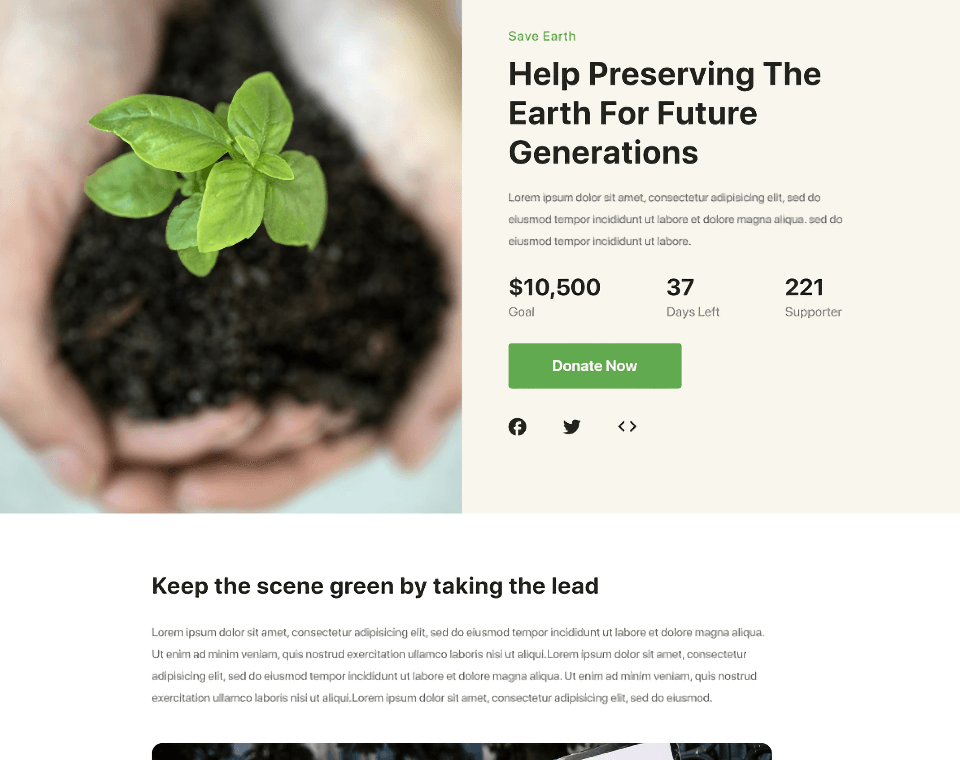 Save Earth
Help Preserving The
Earth For Future
Generations
Lorem ipsum dolor sit amet, consectetur adipisicing elit, sed do
eiusmod tempor incididunt ut labore et dolore magna aliqua. sed do
eiusmod tempor incididunt ut labore.
$10,500 37 221
Goal Days Left Supporter
Donate Now
Keep the scene green by taking the lead
Lorem ipsum dolor sit amet, consectetur adipisicing elit, sed do eiusmod tempor incididunt ut labore et dolore magna aliqua.
Ut enim ad minim veniam, quis nostrud exercitation ullamco laboris nisi ut aliqui.Lorem ipsum dolor sit amet, consectetur
adipisicing elit, sed do eiusmod tempor incididunt ut labore et dolore magna aliqua. Ut enim ad minim veniam, quis nostrud
exercitation ullamco laboris nisi ut aliqui.Lorem ipsum dolor sit amet, consectetur adipisicing elit, sed do eiusmod.